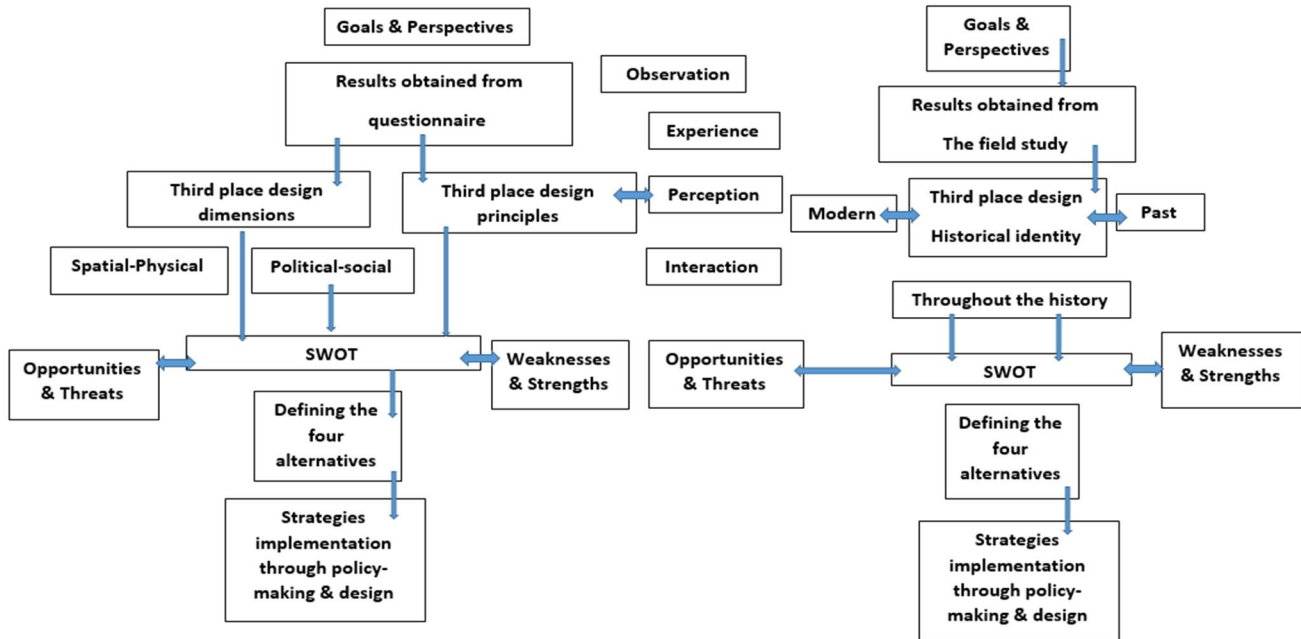 Goals & Perspectives
Results obtained from
questionnaire
Third place design
dimensions
Third place design
principles
Observation
Experience
Perception
Interaction
Spatial-Physical
Political-social
SWOT
Opportunities
& Threats
Weaknesses
& Strengths
Defining the
four
alternatives
Strategies
implementation
through policy-
making & design
Goals &
Perspectives
Results obtained from
The field study
Modern
Third place design
Historical identity
Past
Throughout the history
Opportunities
& Threats
SWOT
Weaknesses
& Strengths
Defining the
four
alternatives
Strategies
implementation
through policy-
making & design